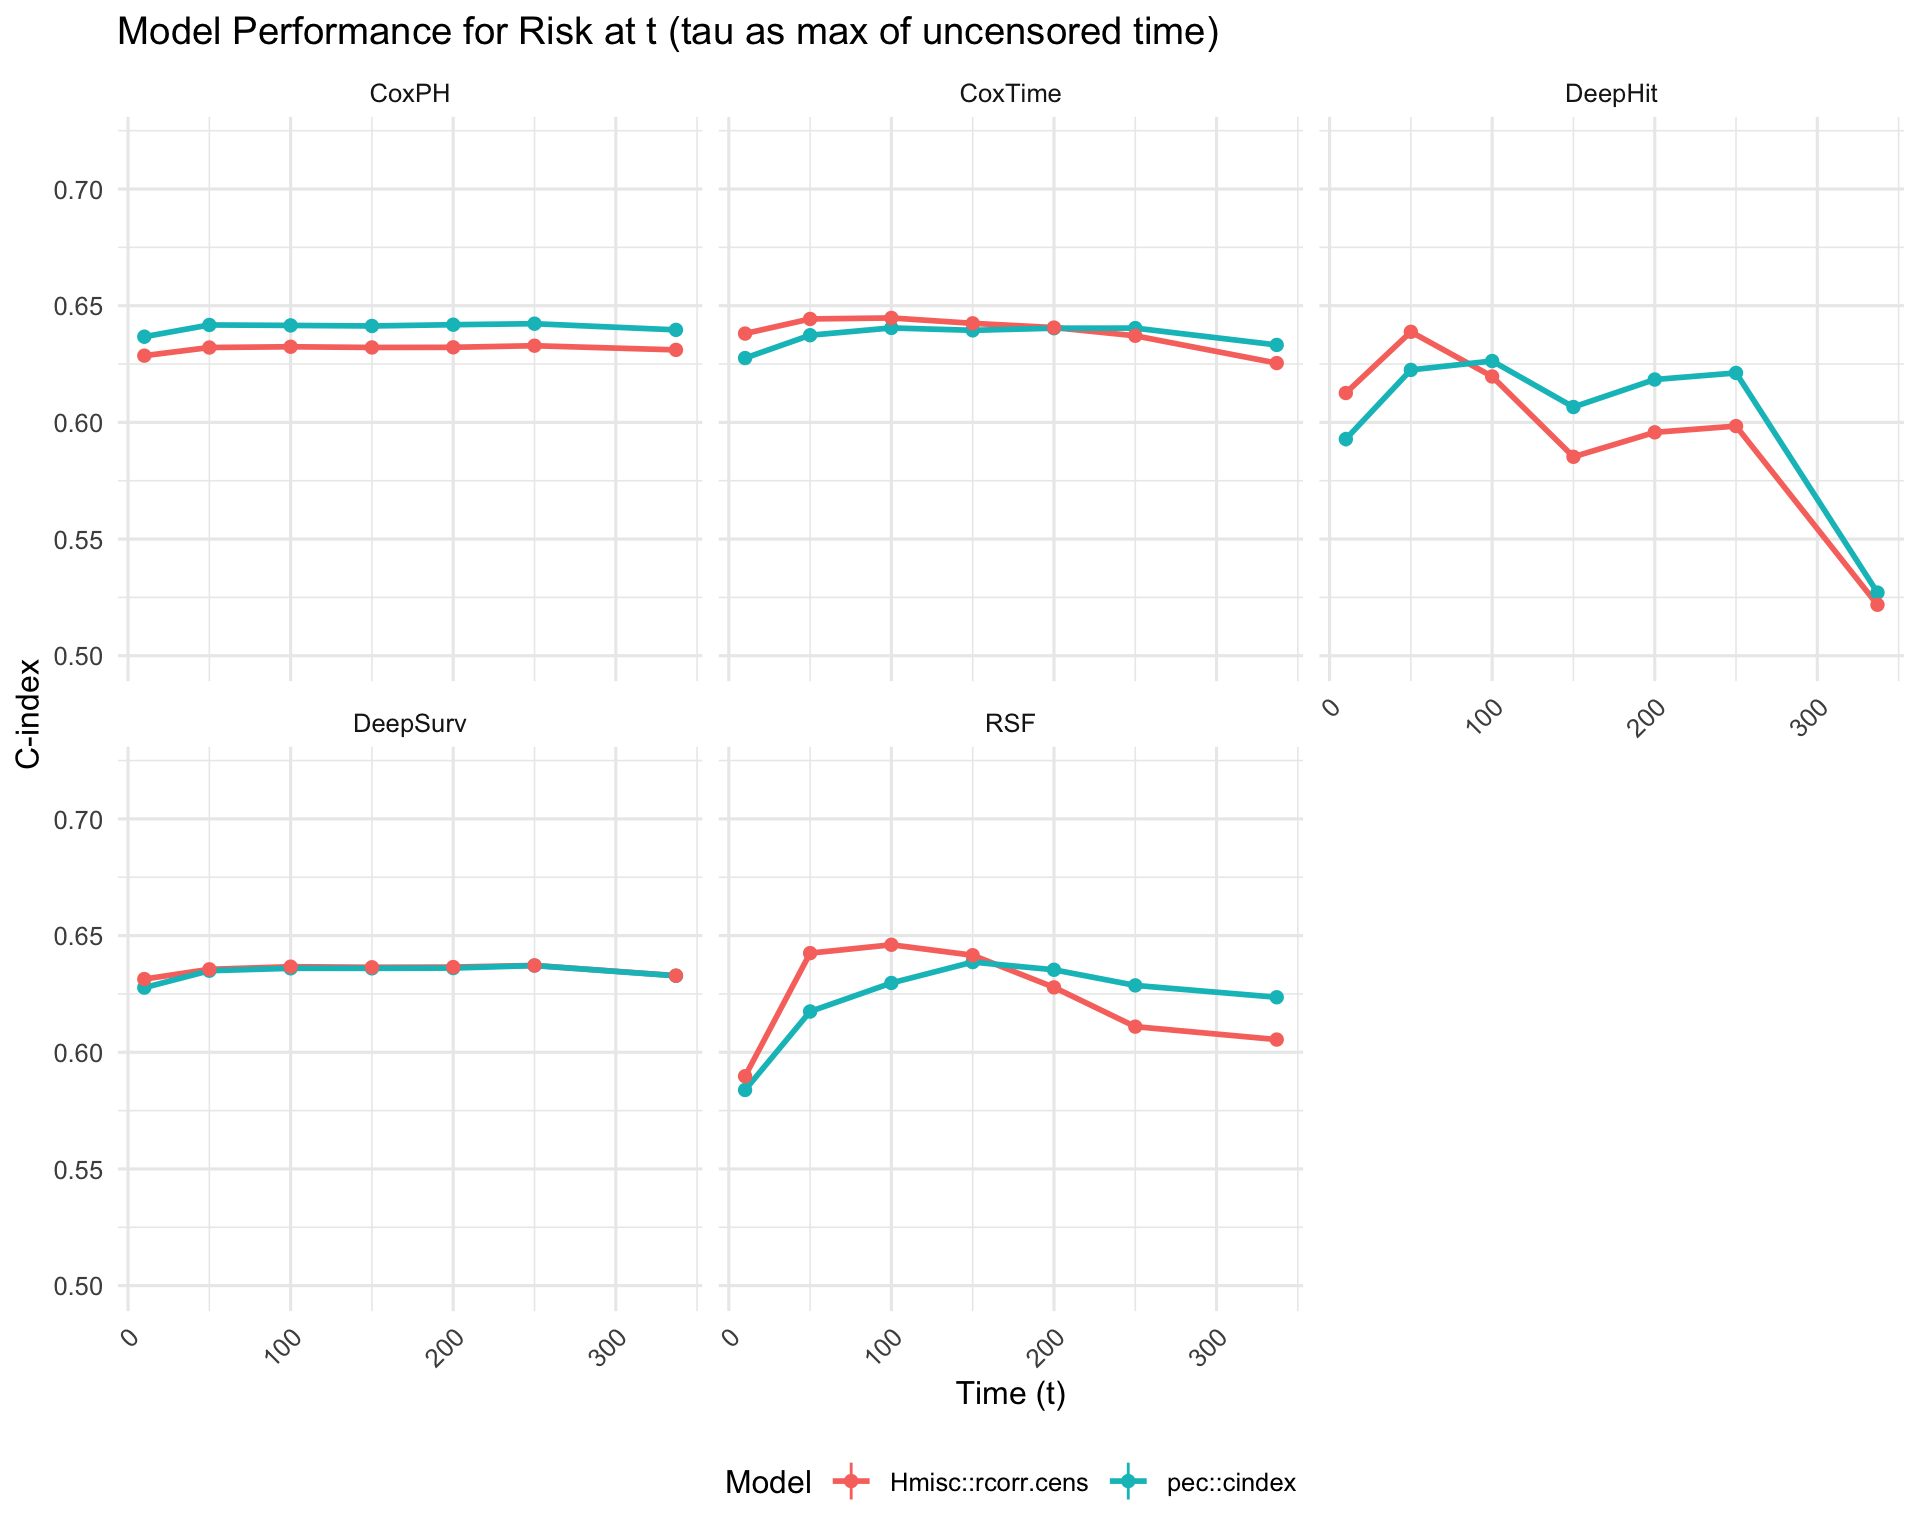 Model Performance for Risk at t (tau as max of uncensored time)
CoxPH
CoxTime
DeepHit
0.70
0.65
0.60
0.55
0.50
0
100
200
300
C-index
DeepSurv
RSF
0.70
0.65
0.60
0.55
0.50
0
100
200
300
0
100
200
300
Time (t)
Model
Hmisc::rcorr.cens
pec::cindex